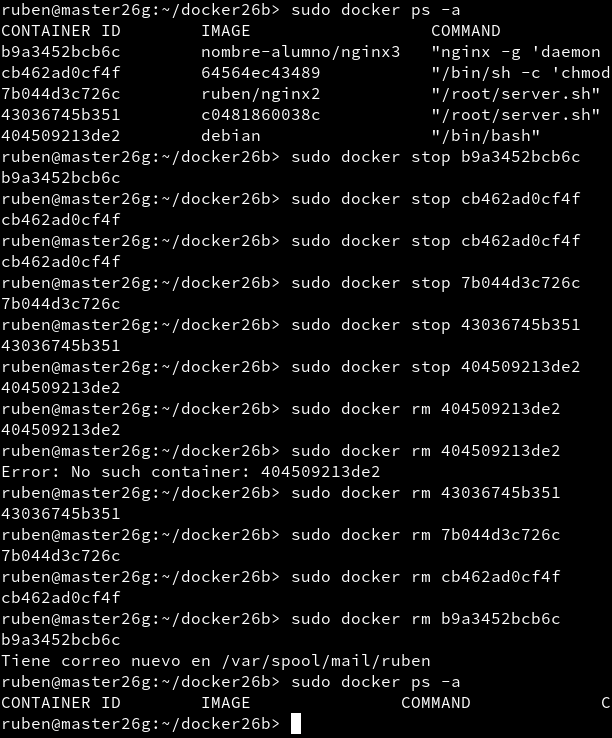 ruben@master26g:~/docker26b> sudo docker ps -a
CONTAINER ID        IMAGE                  COMMAND
b9a3452bcb6c        nombre-alumno/nginx3   "nginx -g 'daemon
cb462ad0cf4f        64564ec43489           "/bin/sh -c 'chmod
7b044d3c726c        ruben/nginx2           "/root/server.sh"
43036745b351        c0481860038c           "/root/server.sh"
404509213de2        debian                 "/bin/bash"
ruben@master26g:~/docker26b> sudo docker stop b9a3452bcb6c
b9a3452bcb6c
ruben@master26g:~/docker26b> sudo docker stop cb462ad0cf4f
cb462ad0cf4f
ruben@master26g:~/docker26b> sudo docker stop cb462ad0cf4f
cb462ad0cf4f
ruben@master26g:~/docker26b> sudo docker stop 7b044d3c726c
7b044d3c726c
ruben@master26g:~/docker26b> sudo docker stop 43036745b351
43036745b351
ruben@master26g:~/docker26b> sudo docker stop 404509213de2
404509213de2
ruben@master26g:~/docker26b> sudo docker rm 404509213de2
404509213de2
ruben@master26g:~/docker26b> sudo docker rm 404509213de2
Error: No such container: 404509213de2
ruben@master26g:~/docker26b> sudo docker rm 43036745b351
43036745b351
ruben@master26g:~/docker26b> sudo docker rm 7b044d3c726c
7b044d3c726c
ruben@master26g:~/docker26b> sudo docker rm cb462ad0cf4f
cb462ad0cf4f
ruben@master26g:~/docker26b> sudo docker rm b9a3452bcb6c
b9a3452bcb6c
Tiene correo nuevo en /var/spool/mail/ruben
ruben@master26g:~/docker26b> sudo docker ps -a
CONTAINER ID        IMAGE               COMMAND             C
ruben@master26g:~/docker26b>